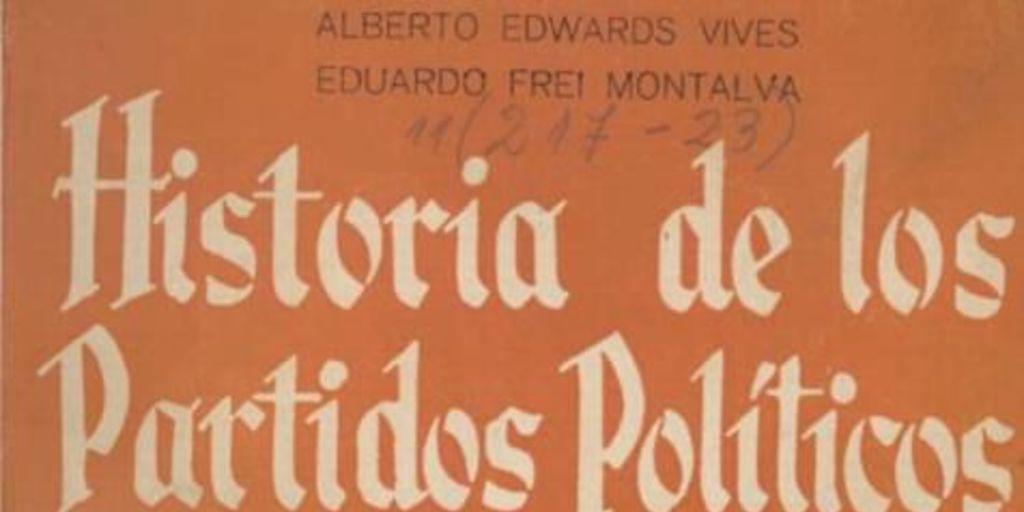 ALBERTO EDWARDS VIVES
EDUARDO FREI MONTALVA
11(217-23)
Historia de los
Partidos Políticos